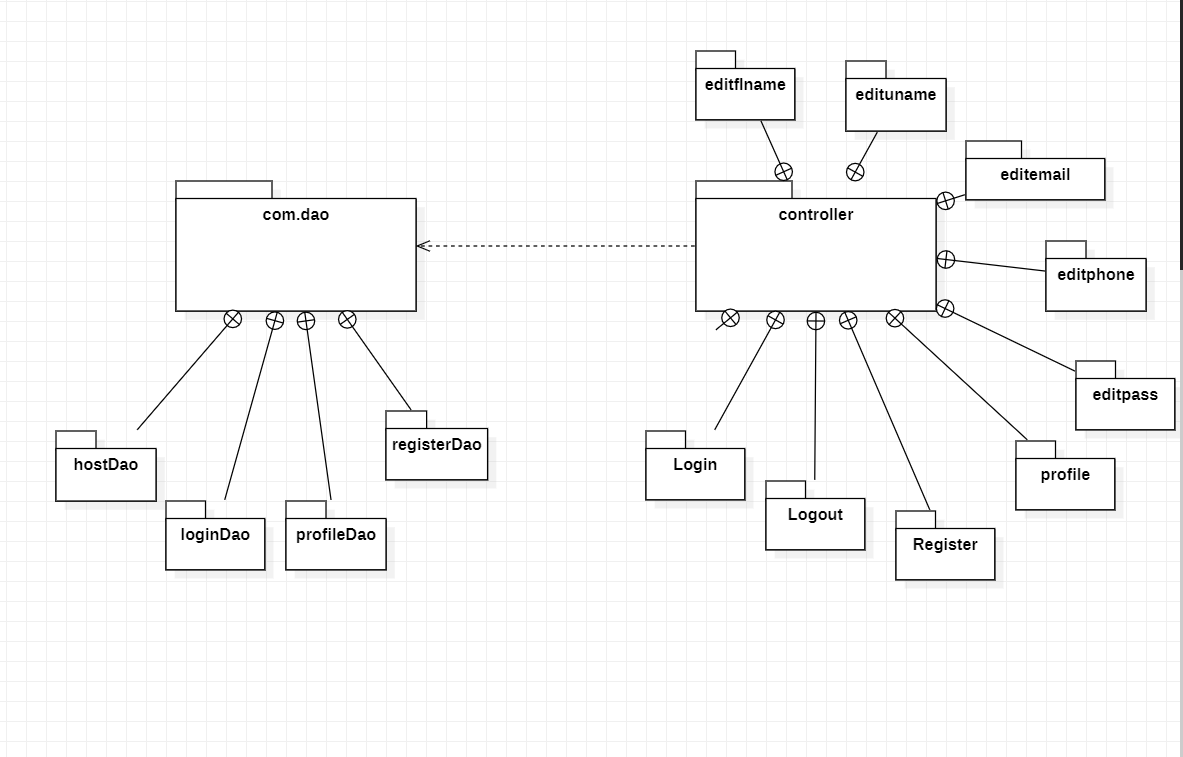 editflname
edituname
editemail
com.dao
controller
editphone
editpass
registerDao
hostDao
Login
profile
loginDao
profileDao
Logout
Register